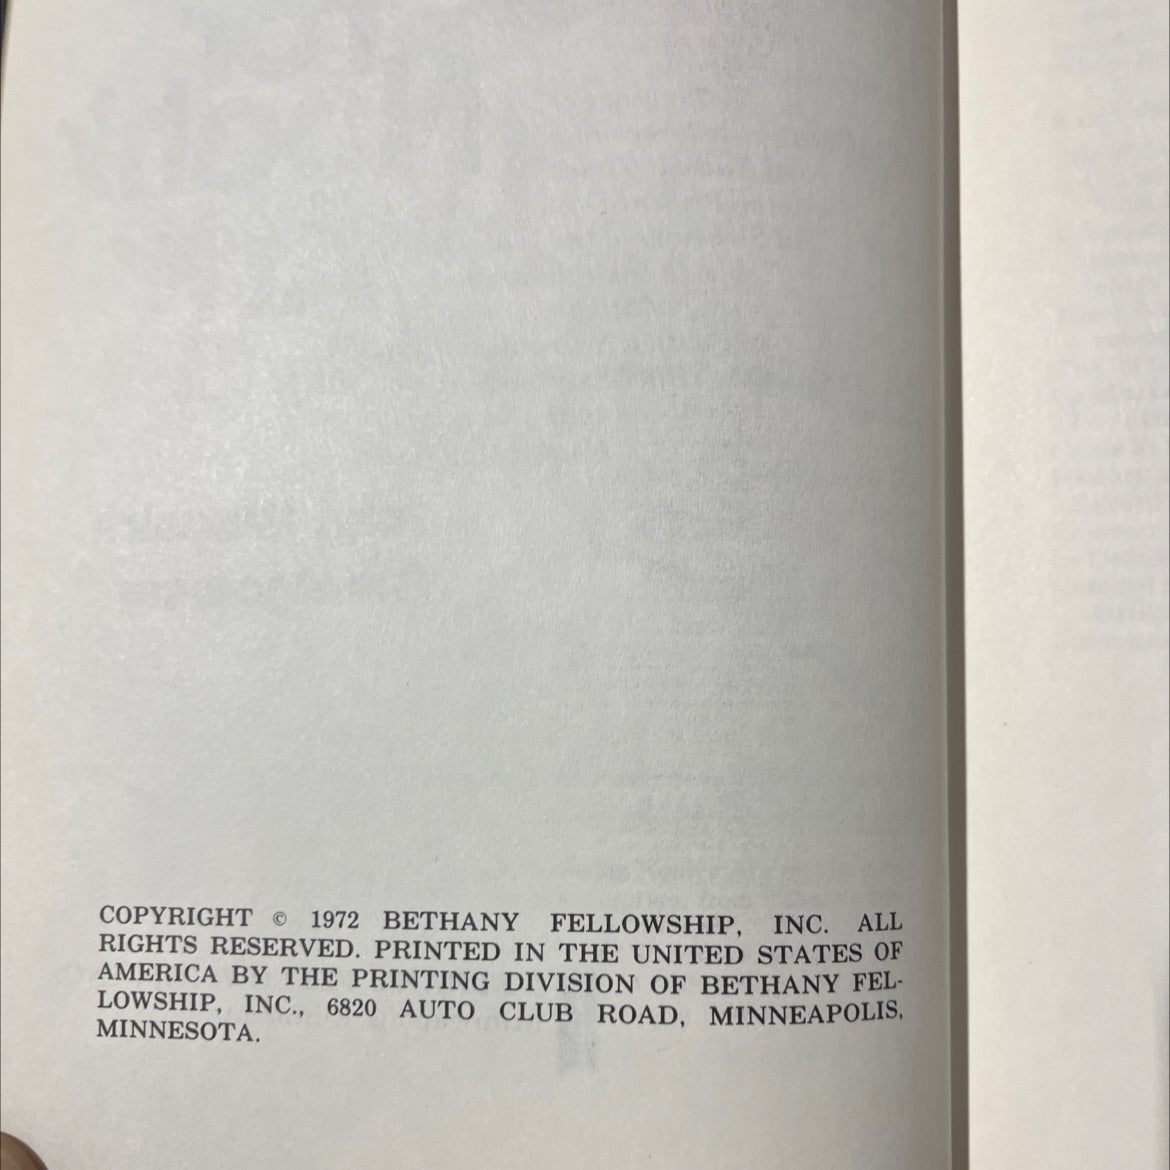 COPYRIGHT © 1972 BETHANY FELLOWSHIP, INC. ALL
RIGHTS RESERVED. PRINTED IN THE UNITED STATES OF
AMERICA BY THE PRINTING DIVISION OF BETHANY FEL-
LOWSHIP, INC., 6820 AUTO CLUB ROAD, MINNEAPOLIS,
MINNESOTA.